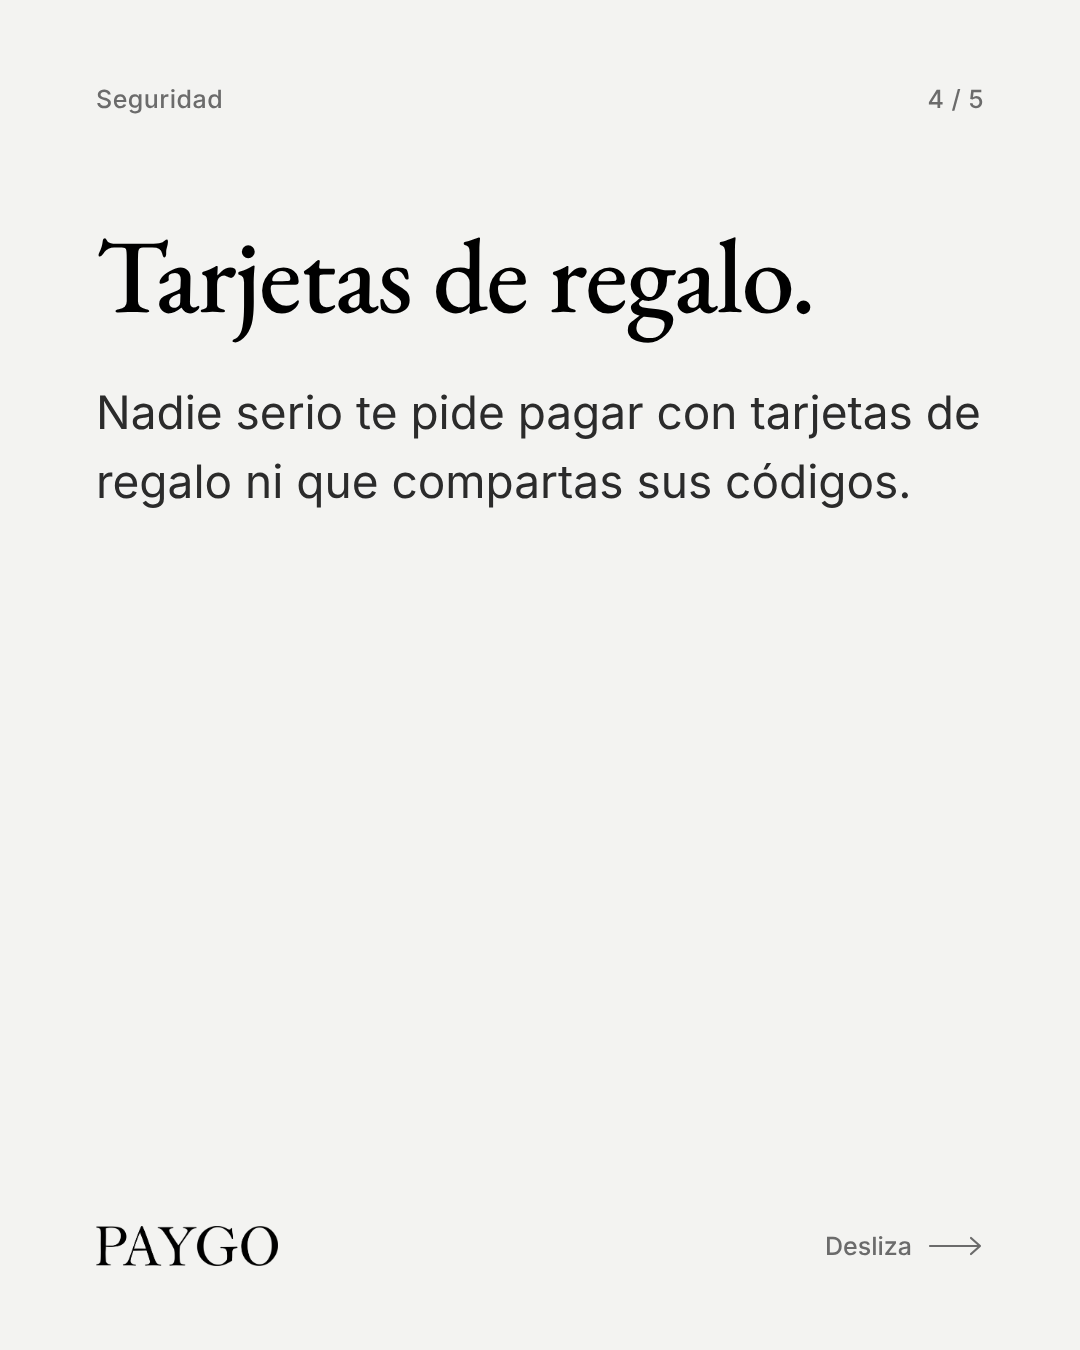 Seguridad
4 / 5
Tarjetas de regalo.
Nadie serio te pide pagar con tarjetas de
regalo ni que compartas sus códigos.
PAYGO
Desliza